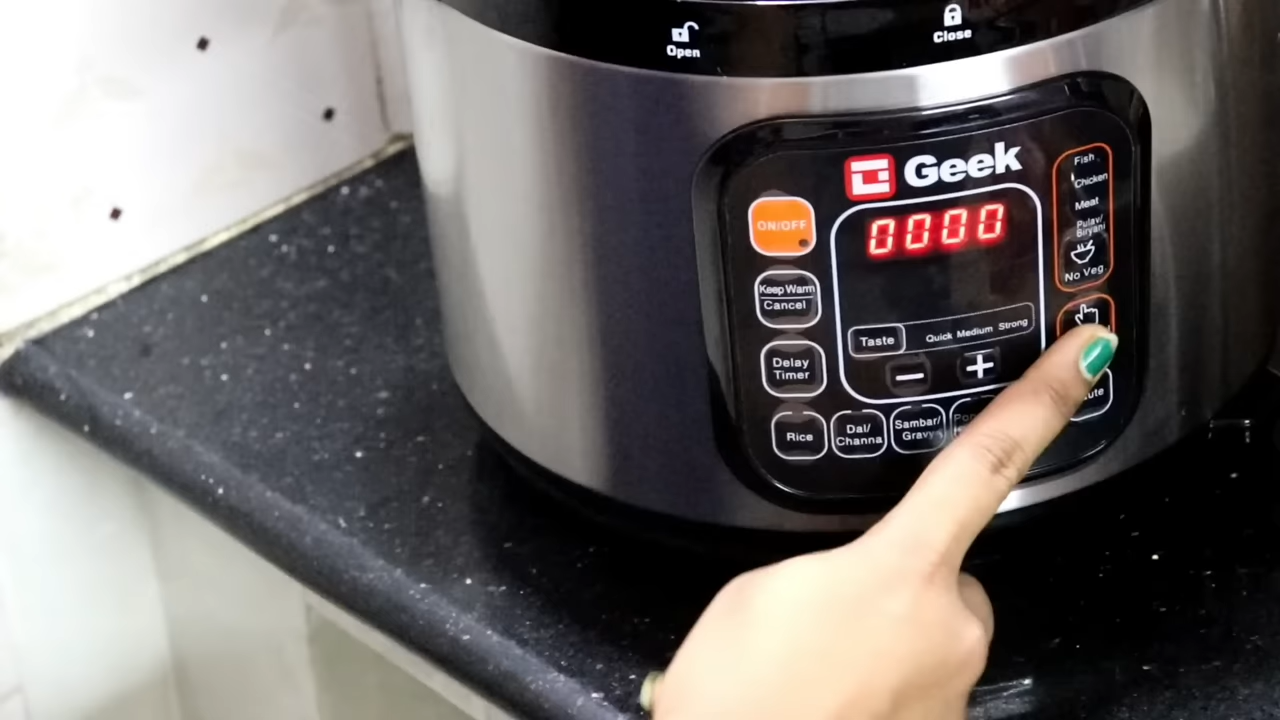 Open
Close
Geek
ON/OFF
0000
Fish
Chicken
Meat
Pulav/
Biryani
No Veg
Keep Warm
Cancel
Taste
Quick Medium Strong
Delay
Timer
−
+
Rice
Dal/
Channa
Sambar/
Gravy